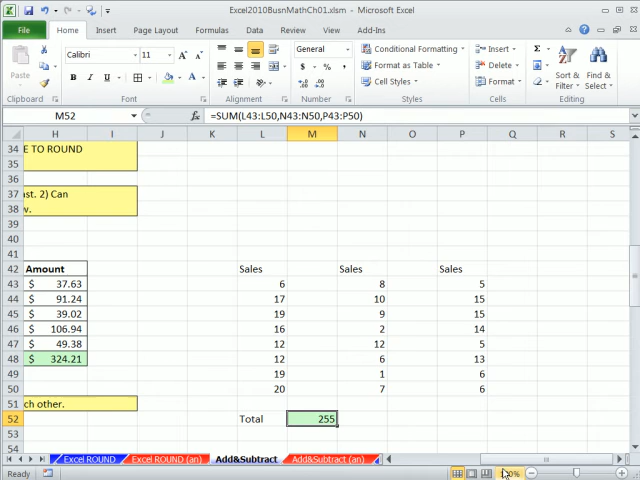 Excel2010BusnMathCh01.xlsm - Microsoft Excel
File Home Insert Page Layout Formulas Data Review View Add-Ins
Paste Calibri 11 General Conditional Formatting Insert
B I U $ % , Format as Table Delete Sort & Find &
Cell Styles Format Filter Select
Clipboard Font Alignment Number Styles Cells Editing
M52 fx =SUM(L43:L50,N43:N50,P43:P50)
H I J K L M N O P Q R S
34 E TO ROUND
35
36
37 st. 2) Can
38 v.
39
40
41
42 Amount Sales Sales Sales
43 $ 37.63 6 8 5
44 $ 91.24 17 10 15
45 $ 39.02 19 9 15
46 $ 106.94 16 2 14
47 $ 49.38 12 12 5
48 $ 324.21 12 6 13
49 19 1 6
50 20 7 6
51 ch other.
52 Total 255
53
54
Excel ROUND Excel ROUND (an) Add&Subtract Add&Subtract (an)
Ready